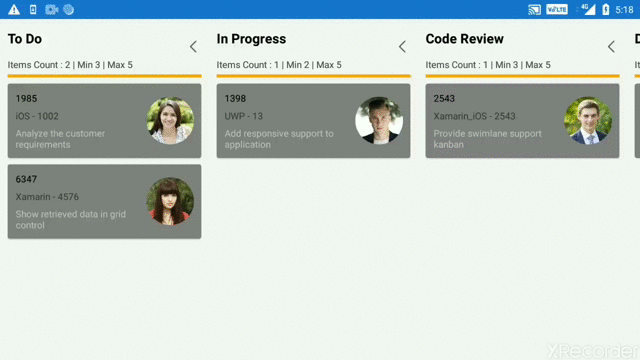 VoLTE 4G 5:18
To Do
Items Count : 2 | Min 3 | Max 5
1985
iOS - 1002
Analyze the customer
requirements
6347
Xamarin - 4576
Show retrieved data in grid
control
In Progress
Items Count : 1 | Min 2 | Max 5
1398
UWP - 13
Add responsive support to
application
Code Review
Items Count : 1 | Min 3 | Max 5
2543
Xamarin_iOS - 2543
Provide swimlane support
kanban
D
It
XRecorder